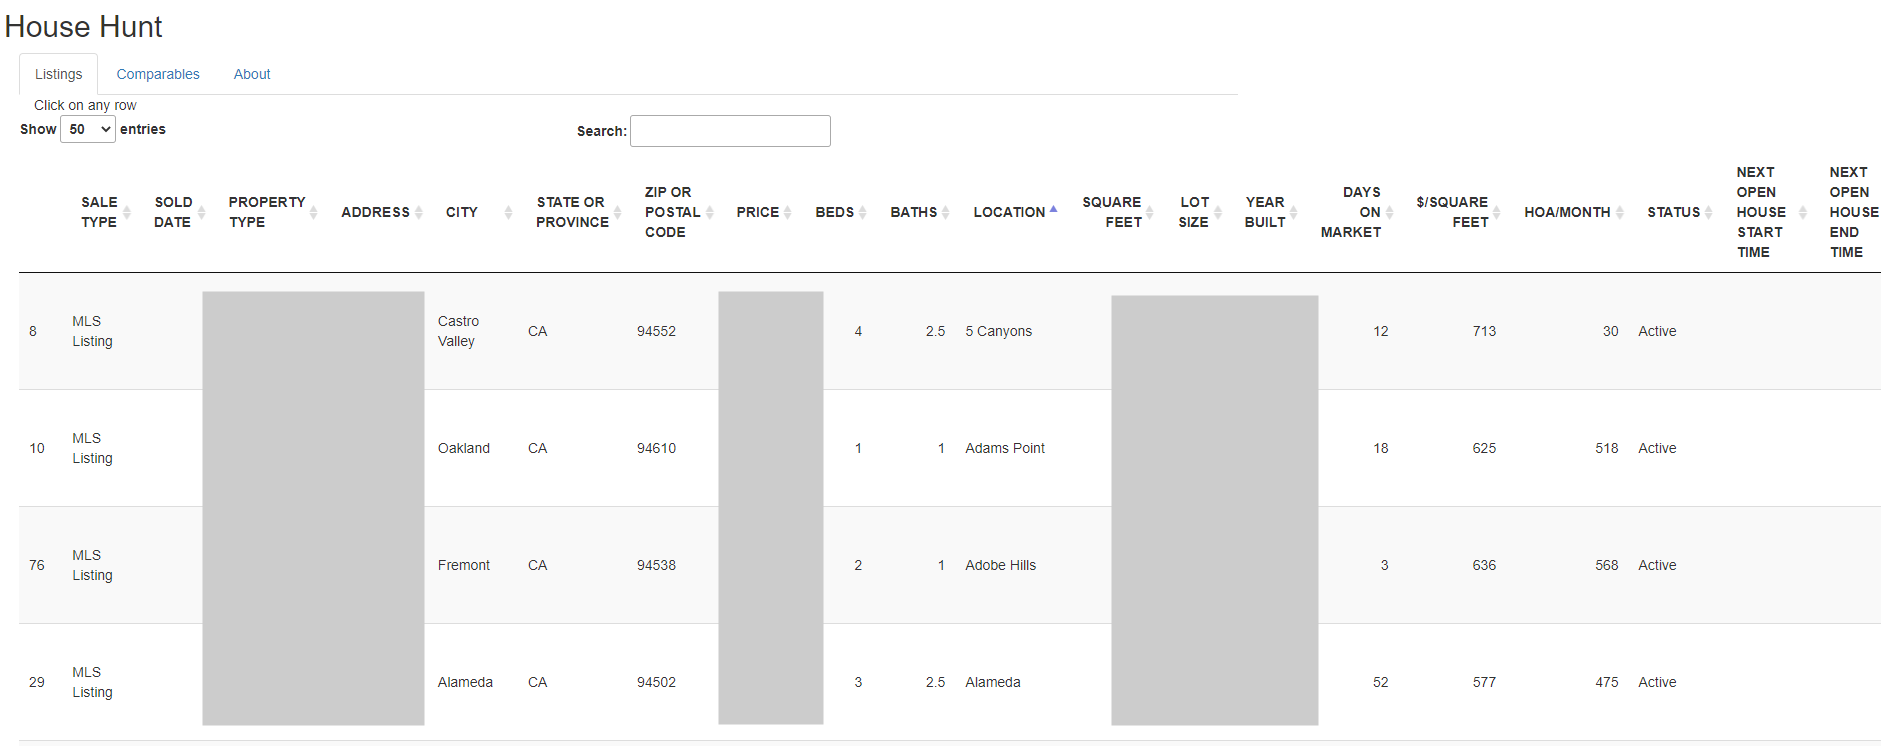 House Hunt
Listings Comparables About
Click on any row
Show 50 entries Search:
SALE TYPE SOLD DATE PROPERTY TYPE ADDRESS CITY STATE OR PROVINCE ZIP OR POSTAL CODE PRICE BEDS BATHS LOCATION SQUARE FEET LOT SIZE YEAR BUILT DAYS ON MARKET $/SQUARE FEET HOA/MONTH STATUS NEXT OPEN HOUSE START TIME NEXT OPEN HOUSE END TIME
8 MLS Listing Castro Valley CA 94552 4 2.5 5 Canyons 12 713 30 Active
10 MLS Listing Oakland CA 94610 1 1 Adams Point 18 625 518 Active
76 MLS Listing Fremont CA 94538 2 1 Adobe Hills 3 636 568 Active
29 MLS Listing Alameda CA 94502 3 2.5 Alameda 52 577 475 Active